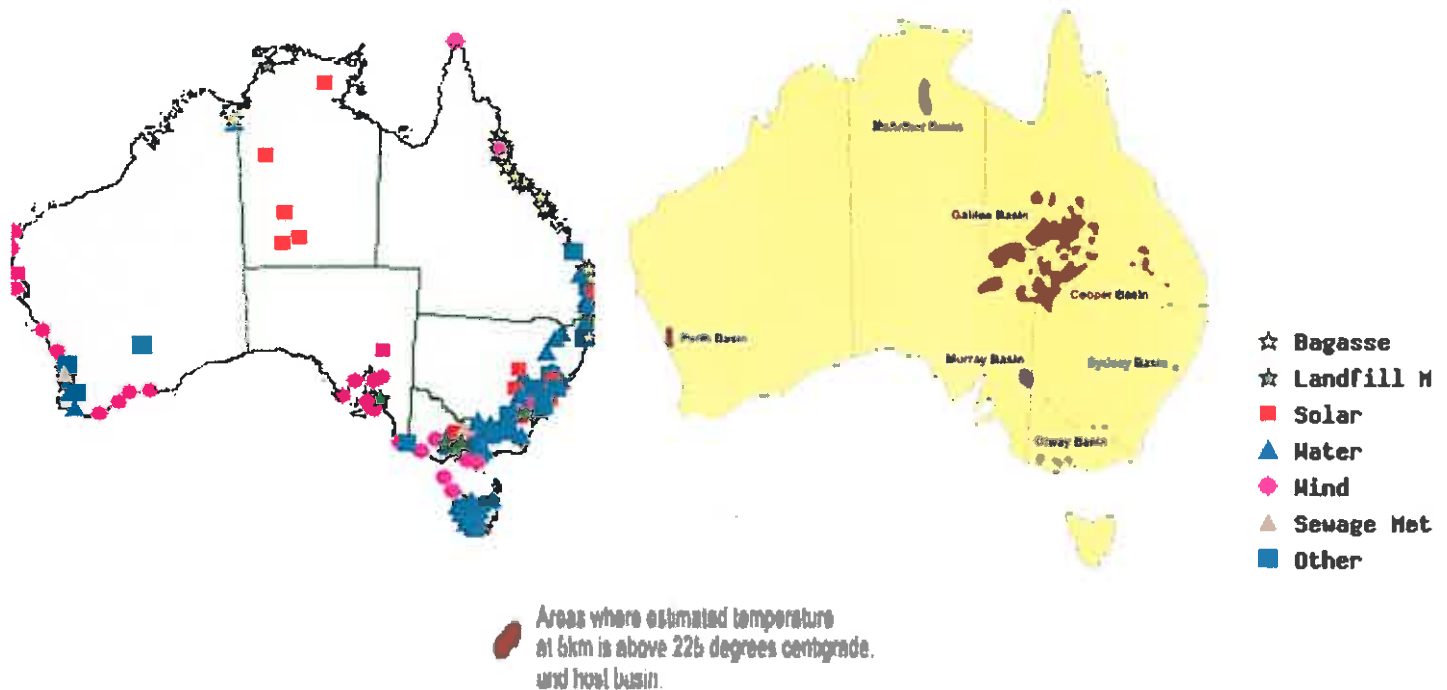 McArthur Basin
Galilee Basin
Cooper Basin
Perth Basin
Murray Basin
Sydney Basin
Otway Basin
Bagasse
Landfill M
Solar
Water
Wind
Sewage Met
Other
Areas where estimated temperature
at 5km is above 225 degrees centigrade.
and host basin.